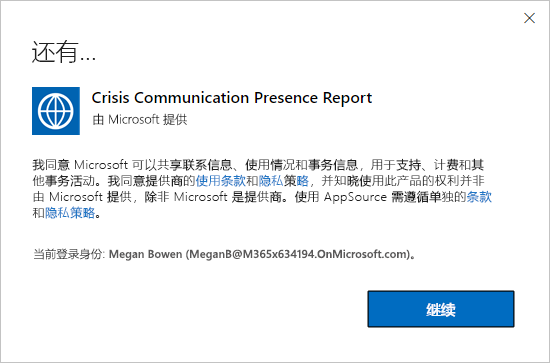 还有...
Crisis Communication Presence Report
由 Microsoft 提供
我同意 Microsoft 可以共享联系信息、使用情况和事务信息，用于支持、计费和其
他事务活动。我同意提供商的使用条款和隐私策略，并知晓使用此产品的权利并非
由 Microsoft 提供，除非 Microsoft 是提供商。使用 AppSource 需遵循单独的条款
和隐私策略。
当前登录身份: Megan Bowen (MeganB@M365x634194.OnMicrosoft.com)。
继续